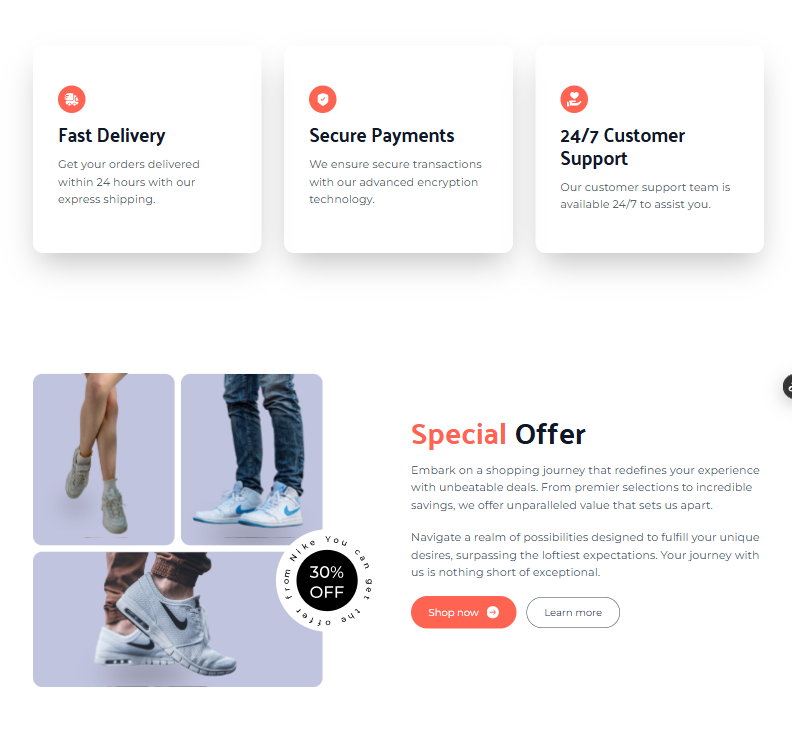 Fast Delivery
Get your orders delivered
within 24 hours with our
express shipping.
Secure Payments
We ensure secure transactions
with our advanced encryption
technology.
24/7 Customer
Support
Our customer support team is
available 24/7 to assist you.
Special Offer
Embark on a shopping journey that redefines your experience
with unbeatable deals. From premier selections to incredible
savings, we offer unparalleled value that sets us apart.
Navigate a realm of possibilities designed to fulfill your unique
desires, surpassing the loftiest expectations. Your journey with
us is nothing short of exceptional.
Shop now
Learn more
You can get the offer from Nike
30%
OFF